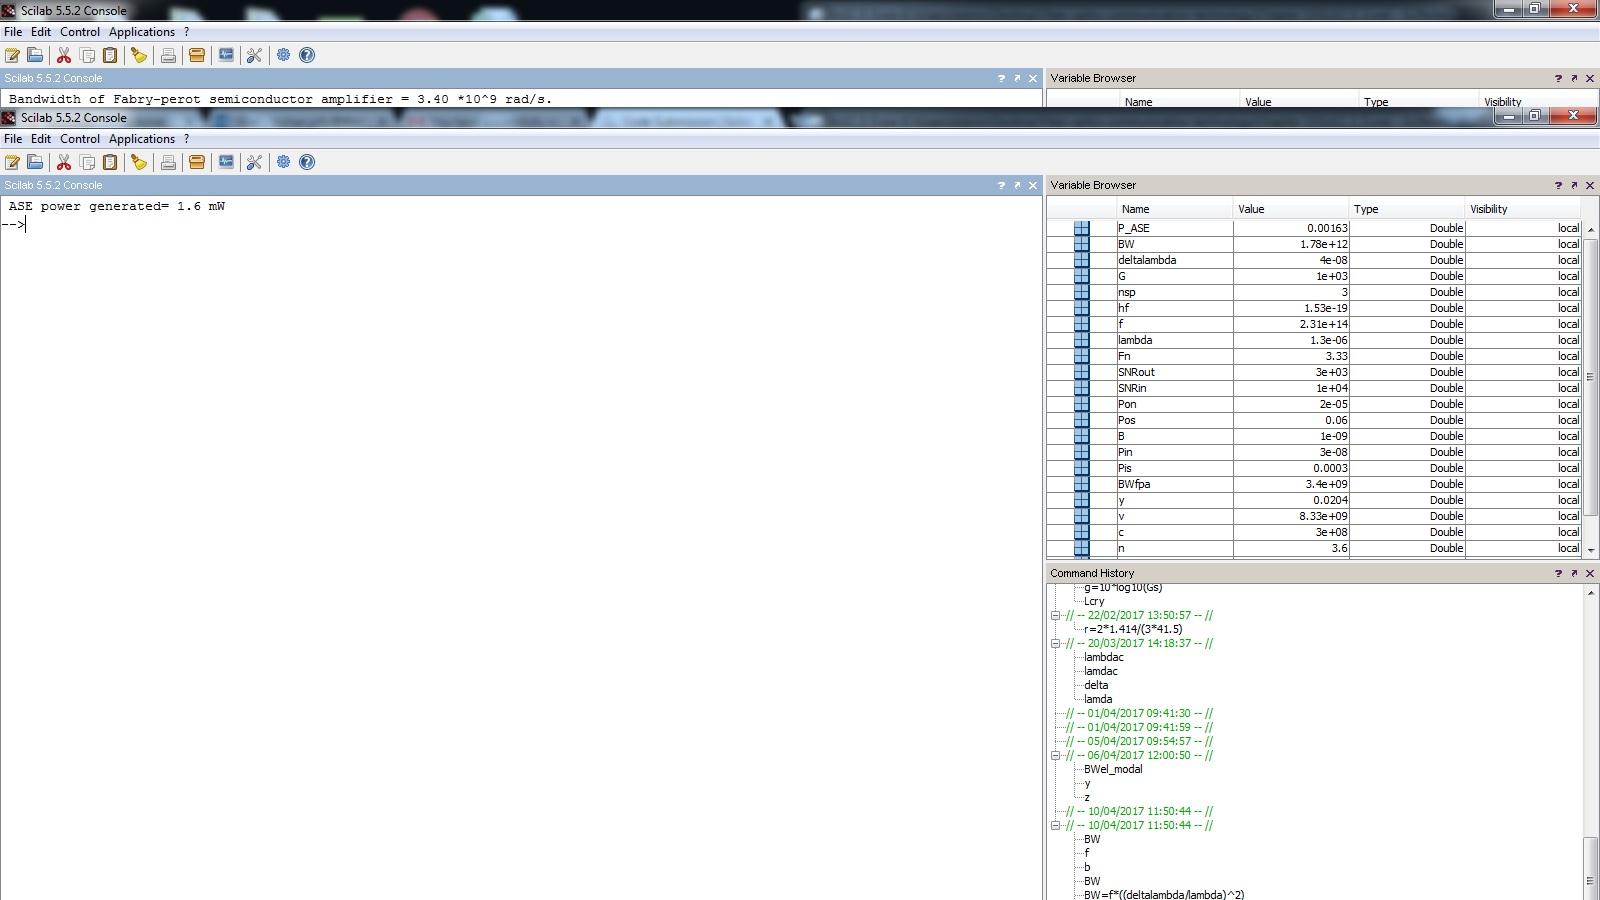 Scilab 5.5.2 Console
File Edit Control Applications ?
Scilab 5.5.2 Console ? ↗ ✕
Variable Browser ? ↗ ✕
Bandwidth of Fabry-perot semiconductor amplifier = 3.40 *10^9 rad/s.
Name Value Type Visibility
Scilab 5.5.2 Console
File Edit Control Applications ?
Scilab 5.5.2 Console ? ↗ ✕
Variable Browser ? ↗ ✕
ASE power generated= 1.6 mW
-->
Name Value Type Visibility
P_ASE 0.00163 Double local
BW 1.78e+12 Double local
deltalambda 4e-08 Double local
G 1e+03 Double local
nsp 3 Double local
hf 1.53e-19 Double local
f 2.31e+14 Double local
lambda 1.3e-06 Double local
Fn 3.33 Double local
SNRout 3e+03 Double local
SNRin 1e+04 Double local
Pon 2e-05 Double local
Pos 0.06 Double local
B 1e-09 Double local
Pin 3e-08 Double local
Pis 0.0003 Double local
BWfpa 3.4e+09 Double local
y 0.0204 Double local
v 8.33e+09 Double local
c 3e+08 Double local
n 3.6 Double local
Command History ? ↗ ✕
g=10*log10(Gs)
Lcry
// -- 22/02/2017 13:50:57 -- //
r=2*1.414/(3*41.5)
// -- 20/03/2017 14:18:37 -- //
lambdac
lamdac
delta
lamda
// -- 01/04/2017 09:41:30 -- //
// -- 01/04/2017 09:41:59 -- //
// -- 05/04/2017 09:54:57 -- //
// -- 06/04/2017 12:00:50 -- //
BWel_modal
y
z
// -- 10/04/2017 11:50:44 -- //
// -- 10/04/2017 11:50:44 -- //
BW
f
b
BW
BW=f*((deltalambda/lambda)^2)